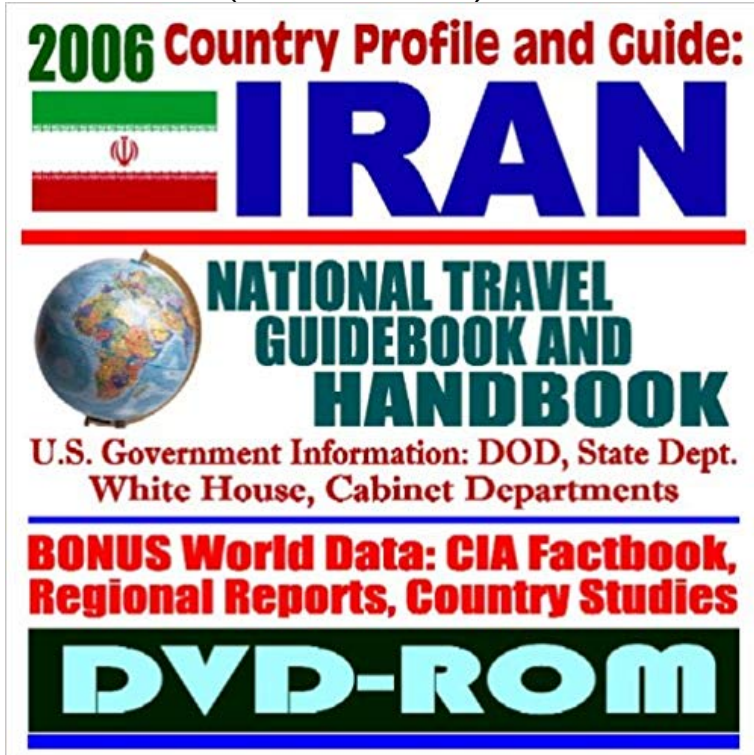 2006 Country Profile and Guide:
IRAN
NATIONAL TRAVEL
GUIDEBOOK AND
HANDBOOK
U.S. Government Information: DOD, State Dept.
White House, Cabinet Departments
BONUS World Data: CIA Factbook,
Regional Reports, Country Studies
DVD-ROM